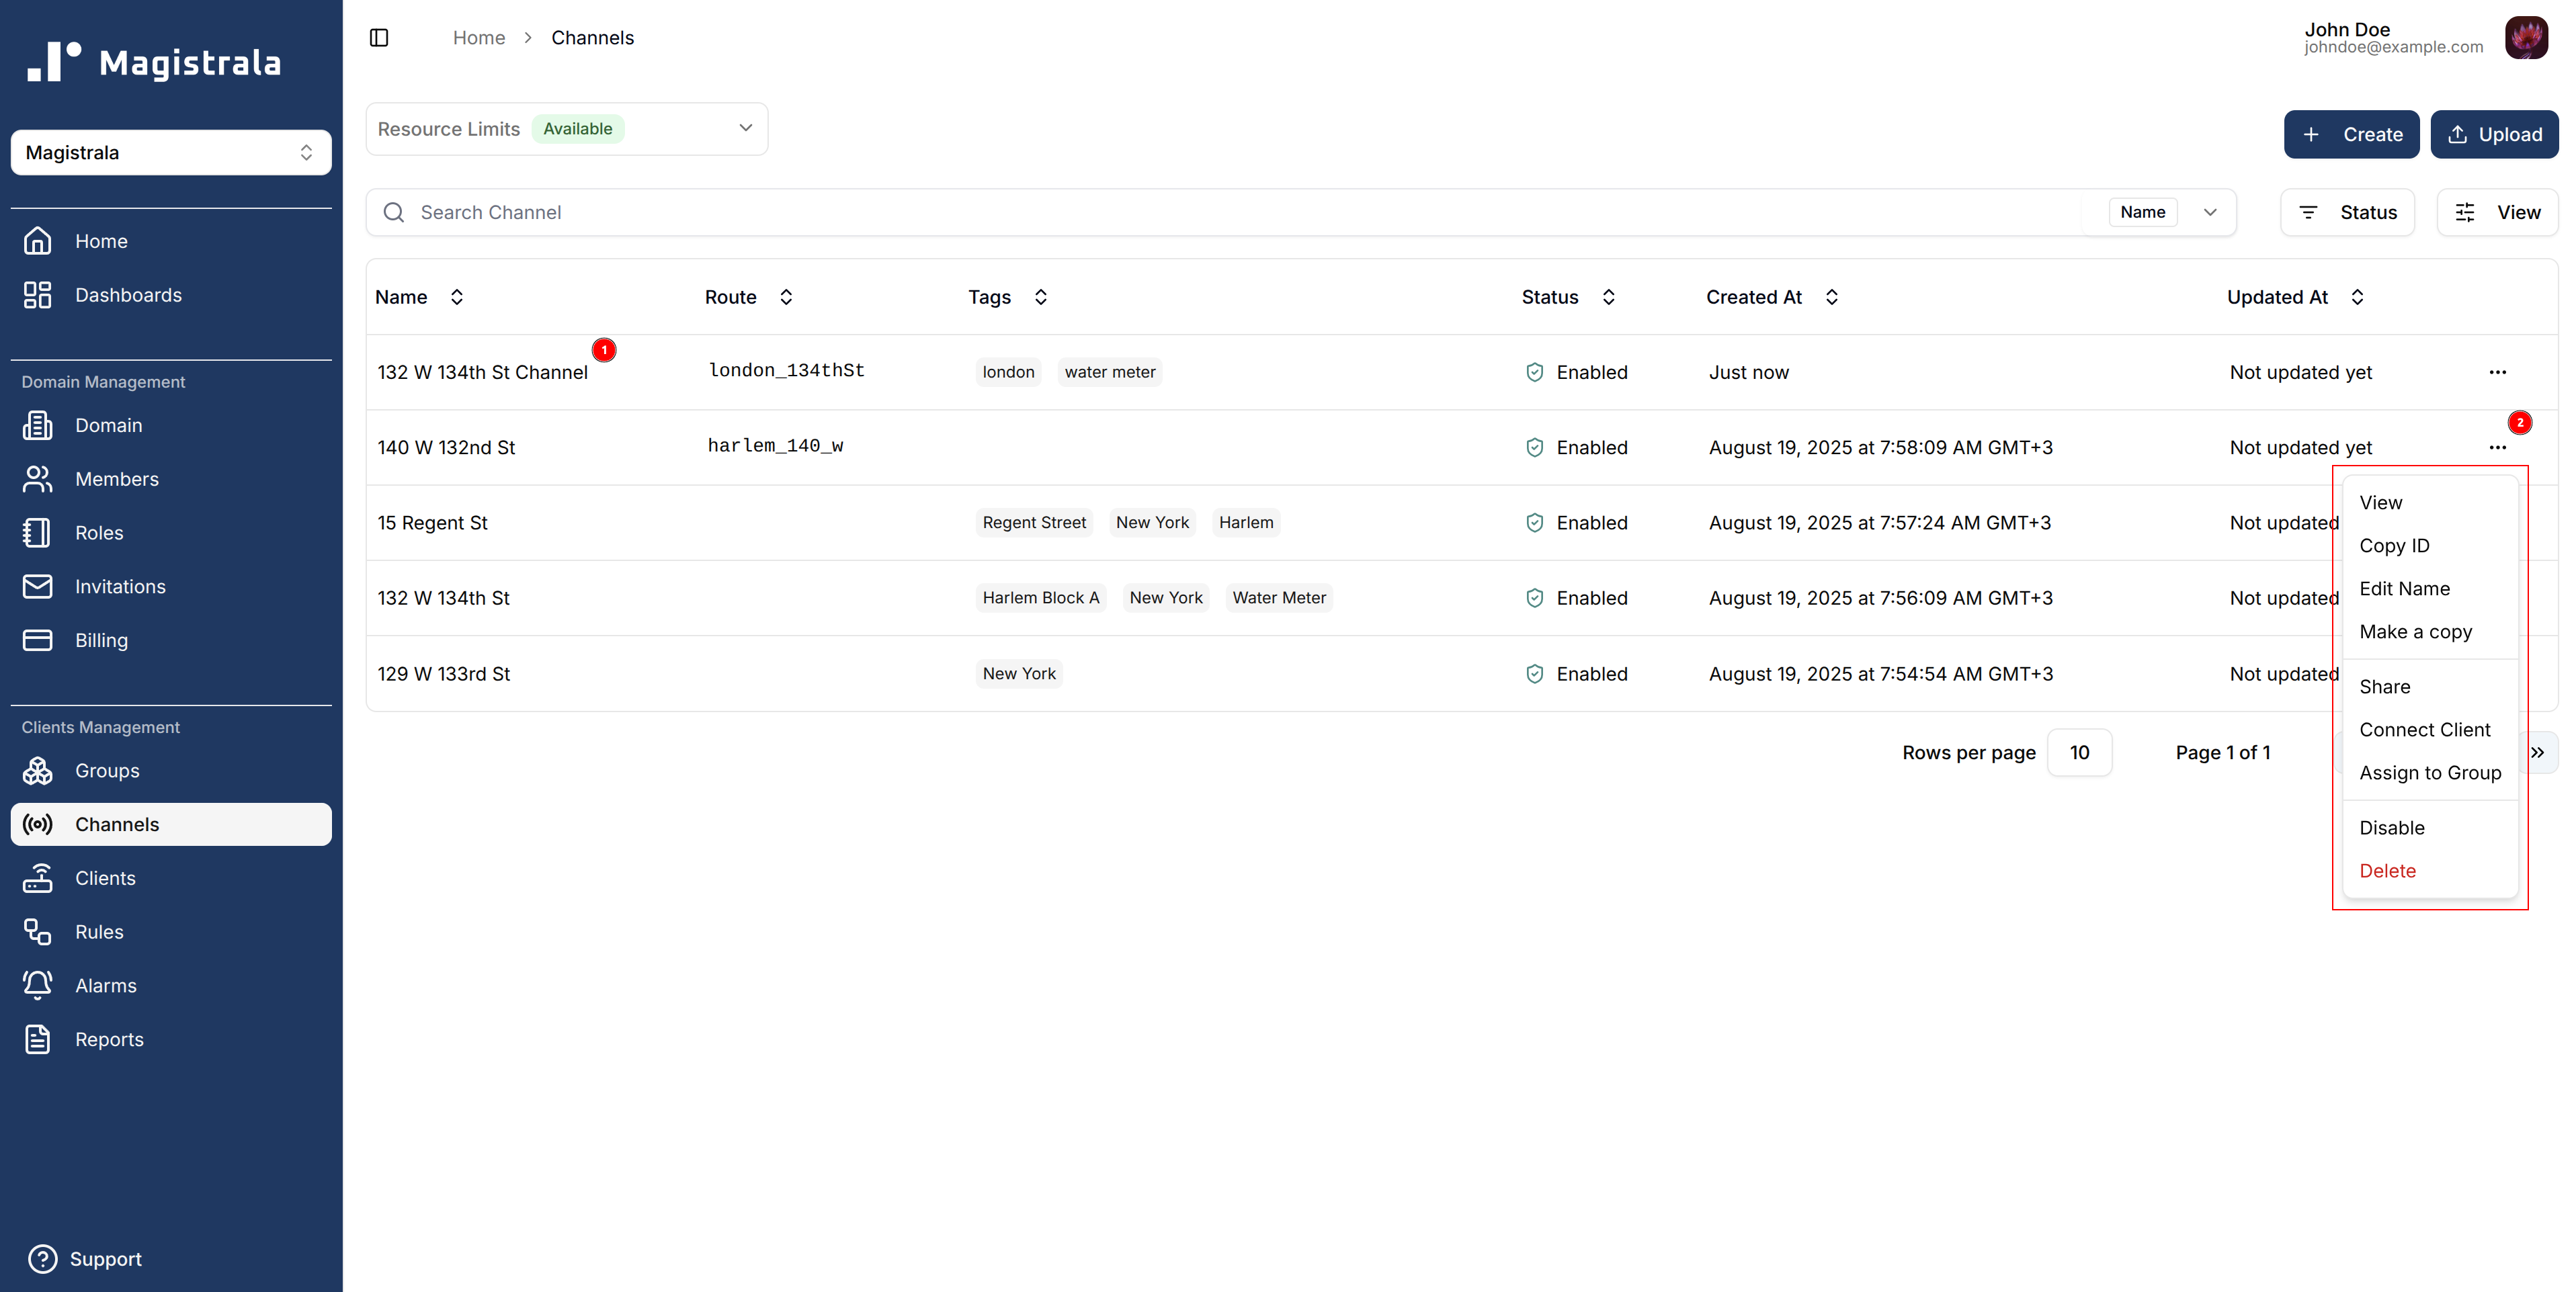 Magistrala
Magistrala
Home
Dashboards
Domain Management
Domain
Members
Roles
Invitations
Billing
Clients Management
Groups
Channels
Clients
Rules
Alarms
Reports
Support
Home > Channels
John Doe
johndoe@example.com
Resource Limits Available
+ Create Upload
Search Channel Name Status View
Name Route Tags Status Created At Updated At
1
132 W 134th St Channel london_134thSt london water meter Enabled Just now Not updated yet ...
2
140 W 132nd St harlem_140_w Enabled August 19, 2025 at 7:58:09 AM GMT+3 Not updated yet ...
15 Regent St Regent Street New York Harlem Enabled August 19, 2025 at 7:57:24 AM GMT+3 Not updated
132 W 134th St Harlem Block A New York Water Meter Enabled August 19, 2025 at 7:56:09 AM GMT+3 Not updated
129 W 133rd St New York Enabled August 19, 2025 at 7:54:54 AM GMT+3 Not updated
Rows per page 10 Page 1 of 1
View
Copy ID
Edit Name
Make a copy
Share
Connect Client
Assign to Group
Disable
Delete